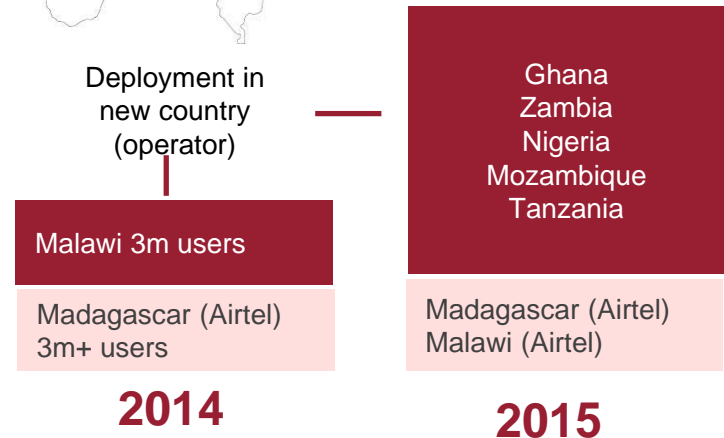 Deployment in
new country
(operator)
Malawi 3m users
Madagascar (Airtel)
3m+ users
2014
Ghana
Zambia
Nigeria
Mozambique
Tanzania
Madagascar (Airtel)
Malawi (Airtel)
2015